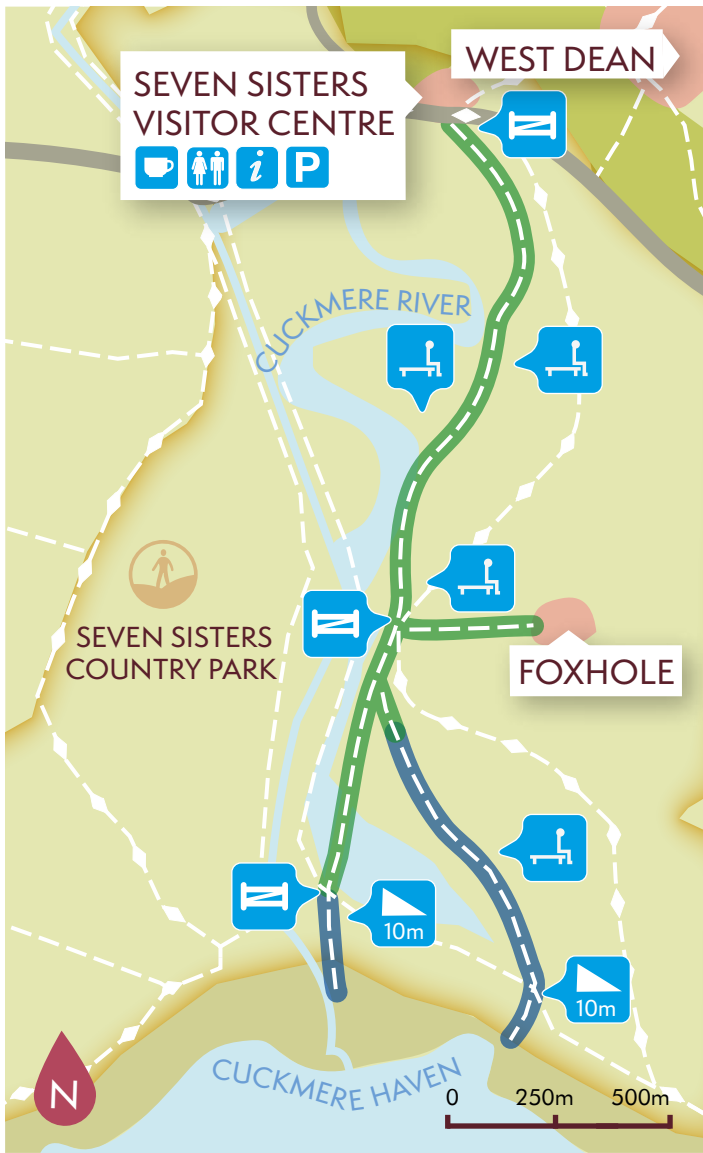 WEST DEAN
SEVEN SISTERS
VISITOR CENTRE
i P
CUCKMERE RIVER
SEVEN SISTERS
COUNTRY PARK
FOXHOLE
10m
10m
N
CUCKMERE HAVEN
0 250m 500m